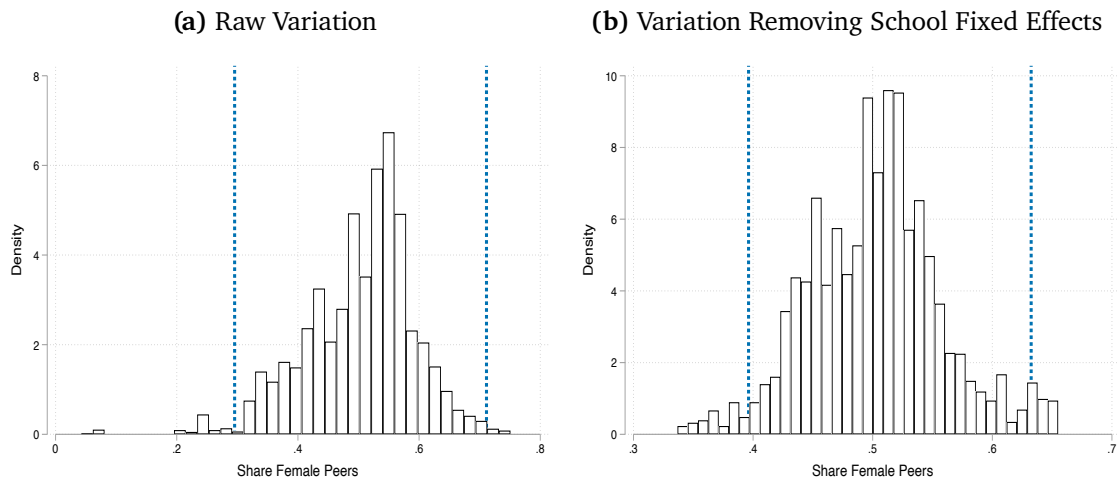 (a) Raw Variation
8
6
4
2
0
Density
0 .2 .4 .6 .8
Share Female Peers
(b) Variation Removing School Fixed Effects
10
8
6
4
2
0
Density
.3 .4 .5 .6 .7
Share Female Peers